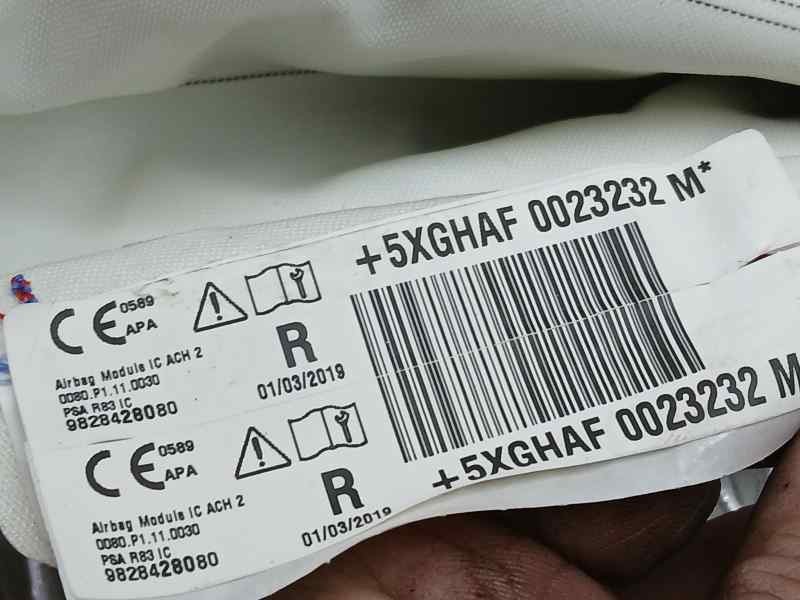 +5XGHAF 0023232 M*
CE 0589
APA
Airbag Module IC ACH 2
0080.P1.11.0030
PSA R83 IC
9828428080
R
01/03/2019
CE 0589
APA
Airbag Module IC ACH 2
0080.P1.11.0030
PSA R83 IC
9828428080
R
01/03/2019
+5XGHAF 0023232 M